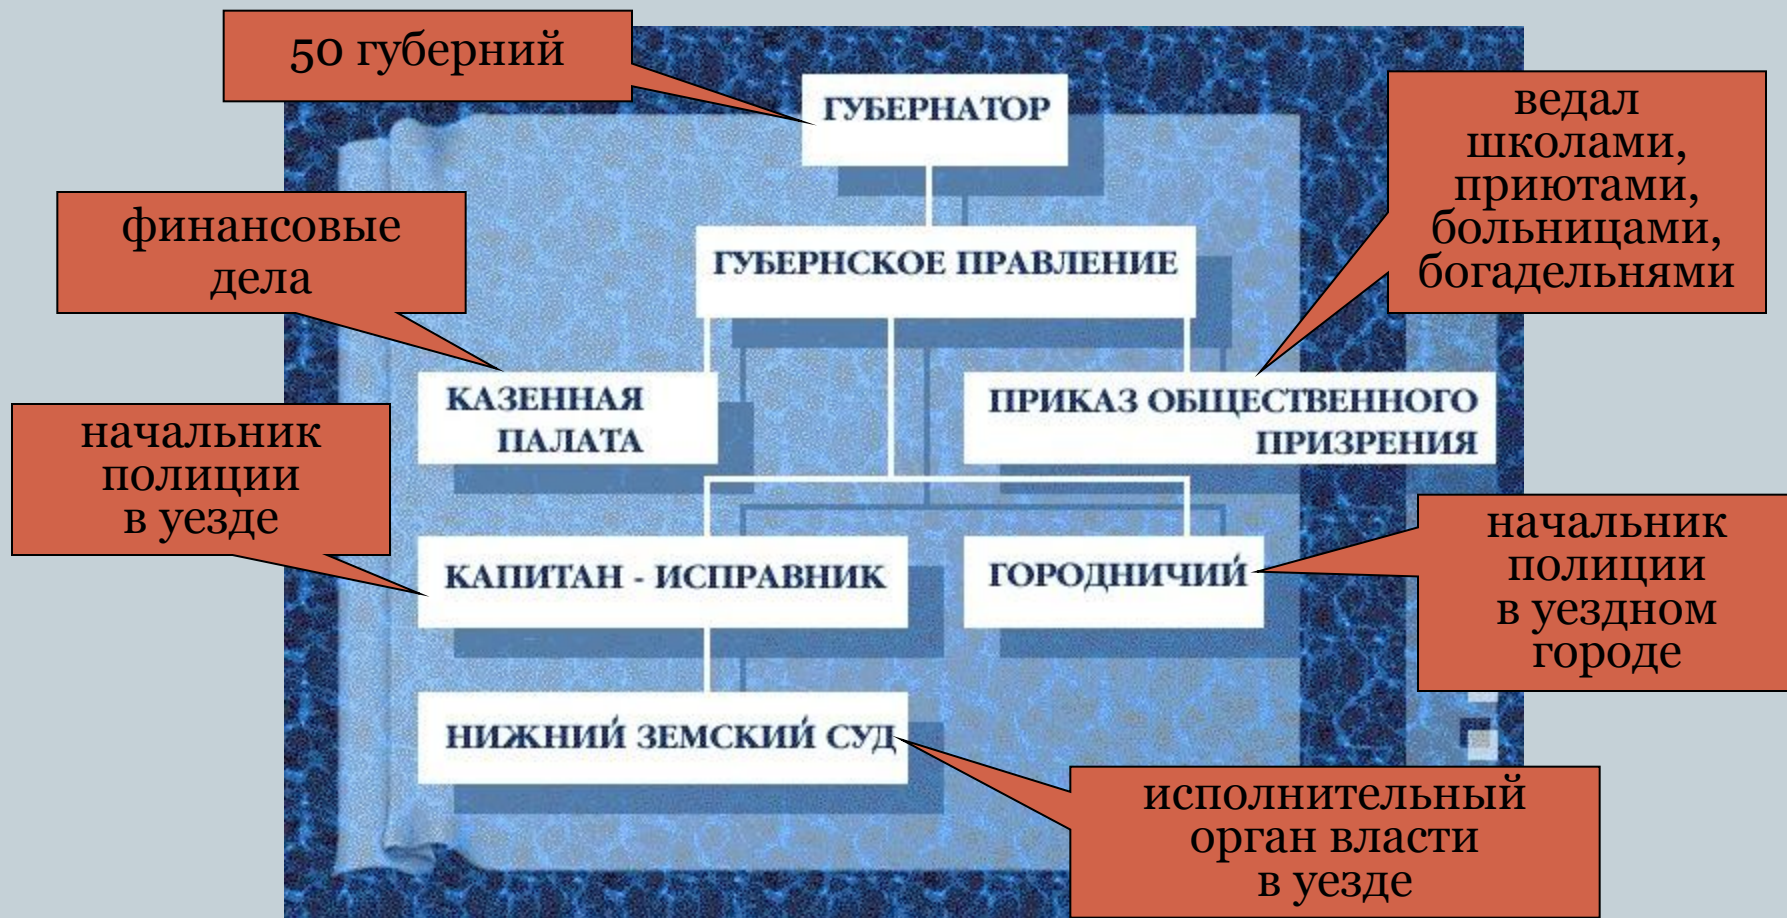 50 губерний
ГУБЕРНАТОР
ведал
школами,
приютами,
больницами,
богадельнями
финансовые
дела
ГУБЕРНСКОЕ ПРАВЛЕНИЕ
КАЗЕННАЯ
ПАЛАТА
ПРИКАЗ ОБЩЕСТВЕННОГО
ПРИЗРЕНИЯ
начальник
полиции
в уезде
КАПИТАН - ИСПРАВНИК
ГОРОДНИЧИЙ
начальник
полиции
в уездном
городе
НИЖНИЙ ЗЕМСКИЙ СУД
исполнительный
орган власти
в уезде